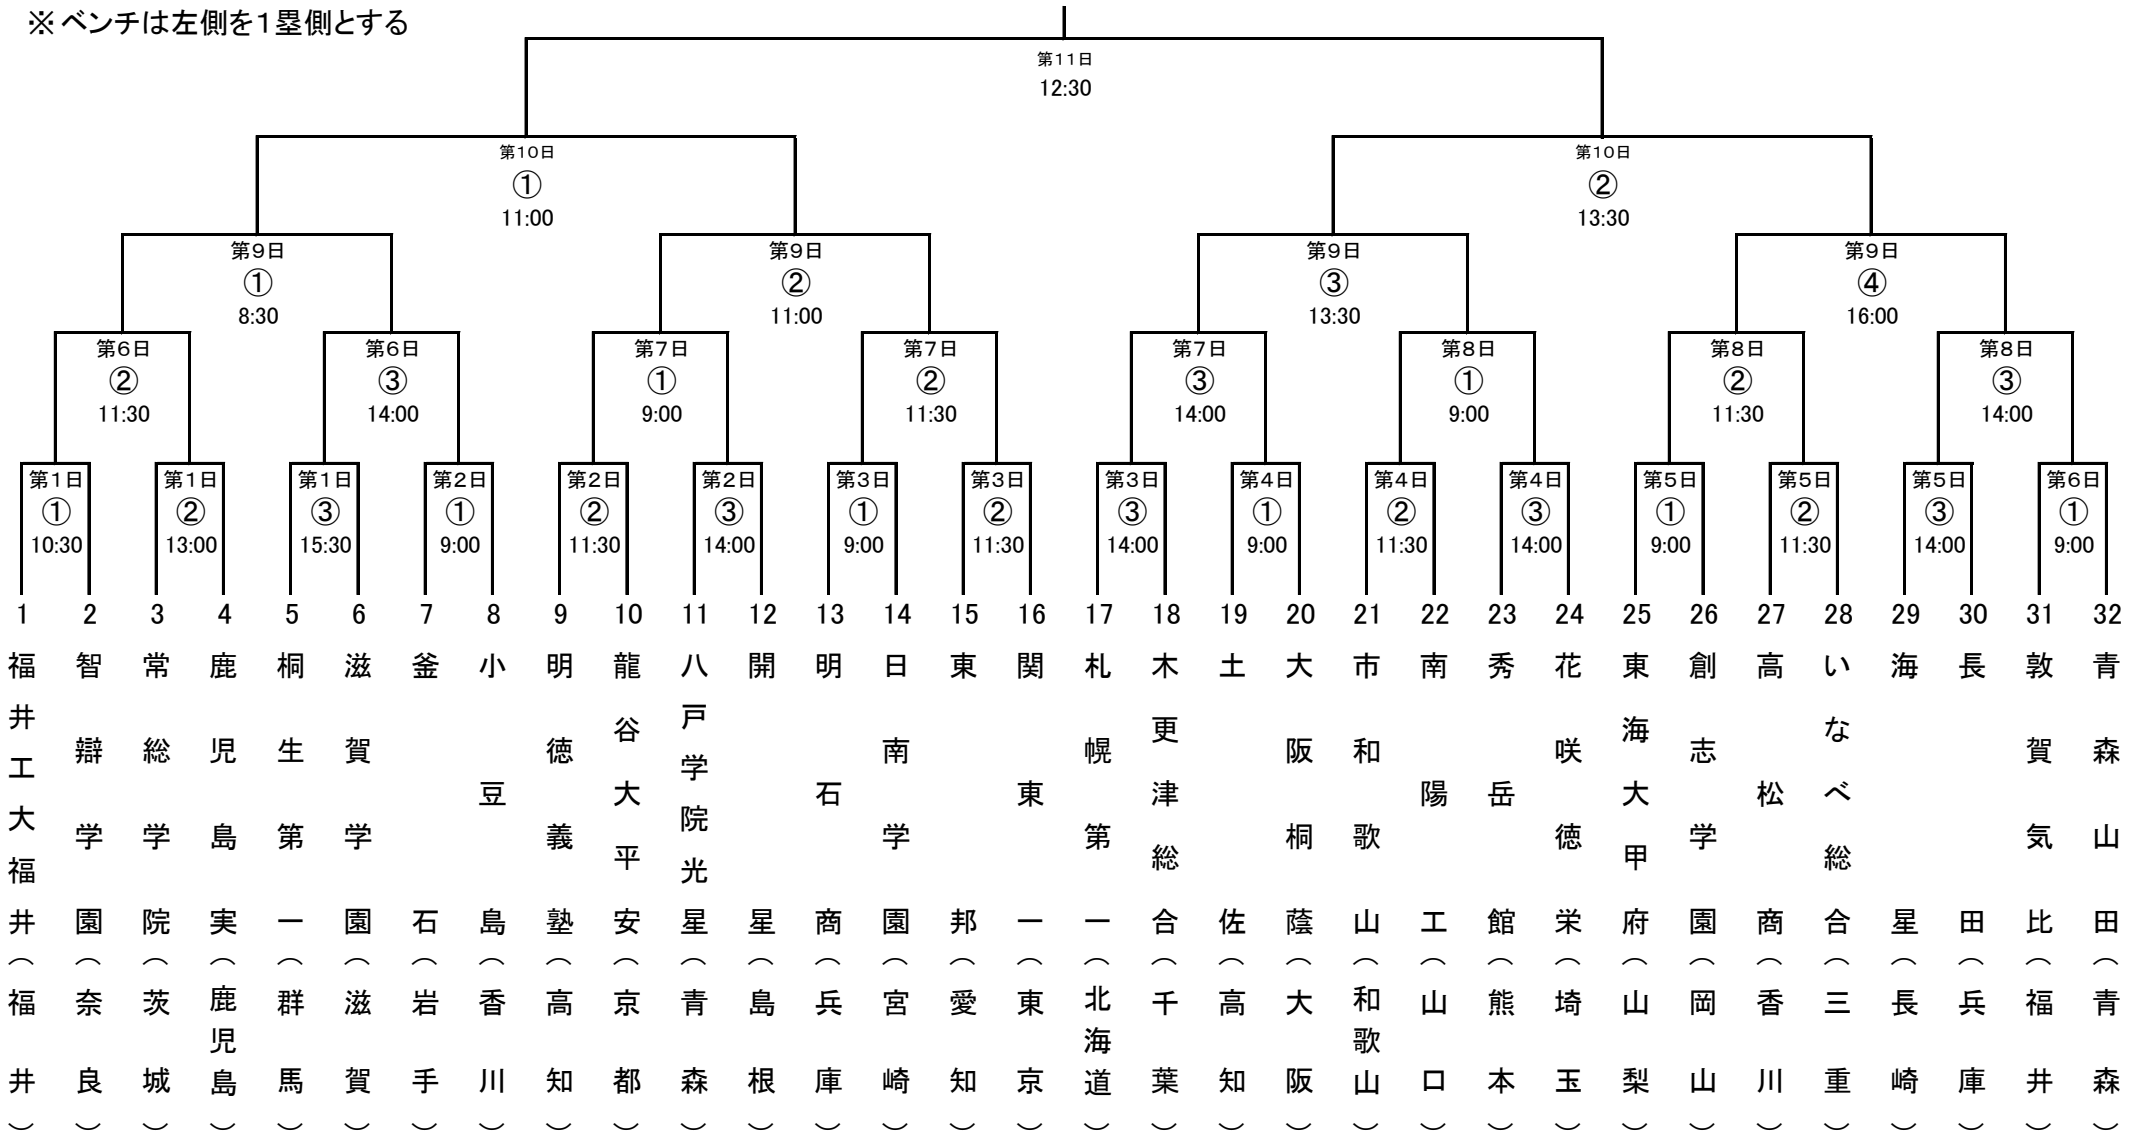 ※ベンチは左側を1塁側とする
第11日
12:30
第10日
①
11:00
第10日
②
13:30
第9日
①
8:30
第9日
②
11:00
第9日
③
13:30
第9日
④
16:00
第6日
②
11:30
第6日
③
14:00
第7日
①
9:00
第7日
②
11:30
第7日
③
14:00
第8日
①
9:00
第8日
②
11:30
第8日
③
14:00
第1日
①
10:30
第1日
②
13:00
第1日
③
15:30
第2日
①
9:00
第2日
②
11:30
第2日
③
14:00
第3日
①
9:00
第3日
②
11:30
第3日
③
14:00
第4日
①
9:00
第4日
②
11:30
第4日
③
14:00
第5日
①
9:00
第5日
②
11:30
第5日
③
14:00
第6日
①
9:00
1
福井工大福井(福井)
2
智辯学園(奈良)
3
常総学院(茨城)
4
鹿児島実(鹿児島)
5
桐生第一(群馬)
6
滋賀学園(滋賀)
7
釜石(岩手)
8
小豆島(香川)
9
明徳義塾(高知)
10
龍谷大平安(京都)
11
八戸学院光星(青森)
12
開星(島根)
13
明石商(兵庫)
14
日南学園(宮崎)
15
東邦(愛知)
16
関東一(東京)
17
札幌第一(北海道)
18
木更津総合(千葉)
19
土佐(高知)
20
大阪桐蔭(大阪)
21
市和歌山(和歌山)
22
南陽工(山口)
23
秀岳館(熊本)
24
花咲徳栄(埼玉)
25
東海大甲府(山梨)
26
創志学園(岡山)
27
高松商(香川)
28
いなべ総合(三重)
29
海星(長崎)
30
長田(兵庫)
31
敦賀気比(福井)
32
青森山田(青森)